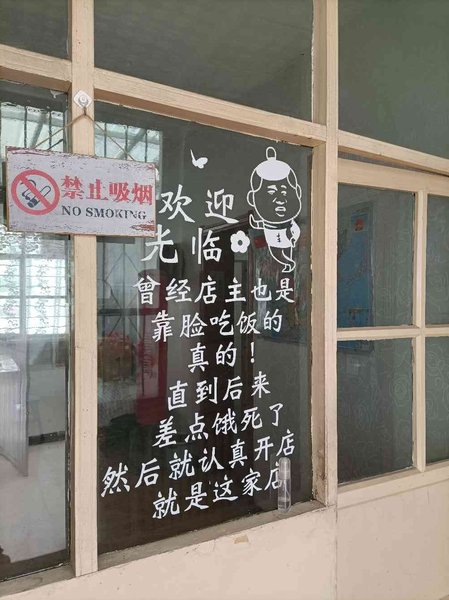 禁止吸烟
NO SMOKING
欢迎
光临
曾经店主也是
靠脸吃饭的
真的！
直到后来
差点饿死了
然后就认真开店
就是这家店